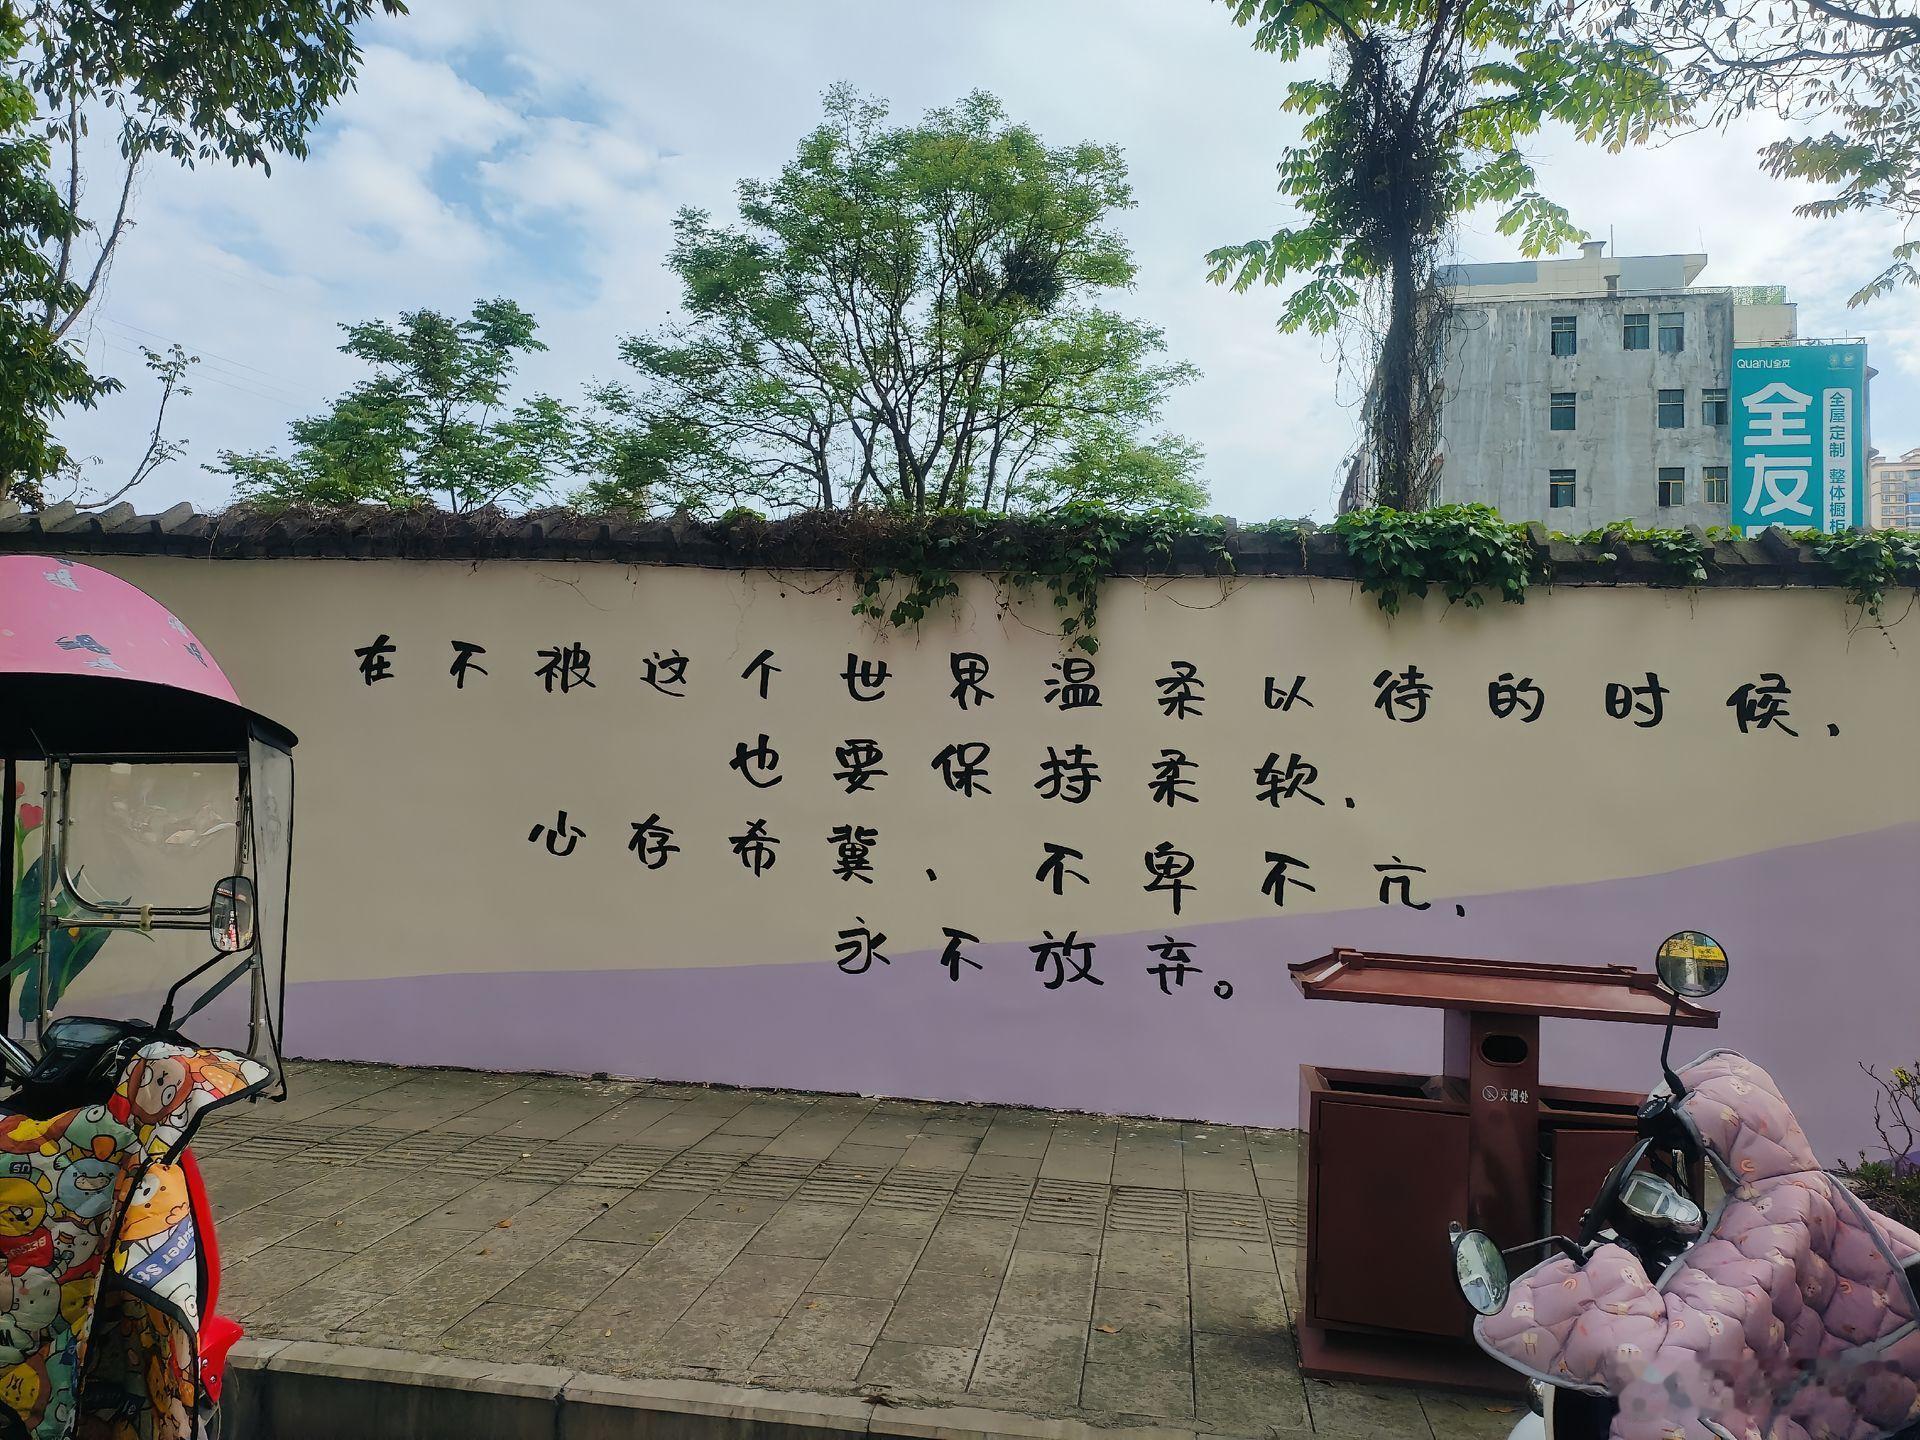 在不被这个世界温柔以待的时候、
也要保持柔软、
心存希冀、不卑不亢、
永不放弃。
Quanu全友
全友
全屋定制 整体橱柜
灭烟处